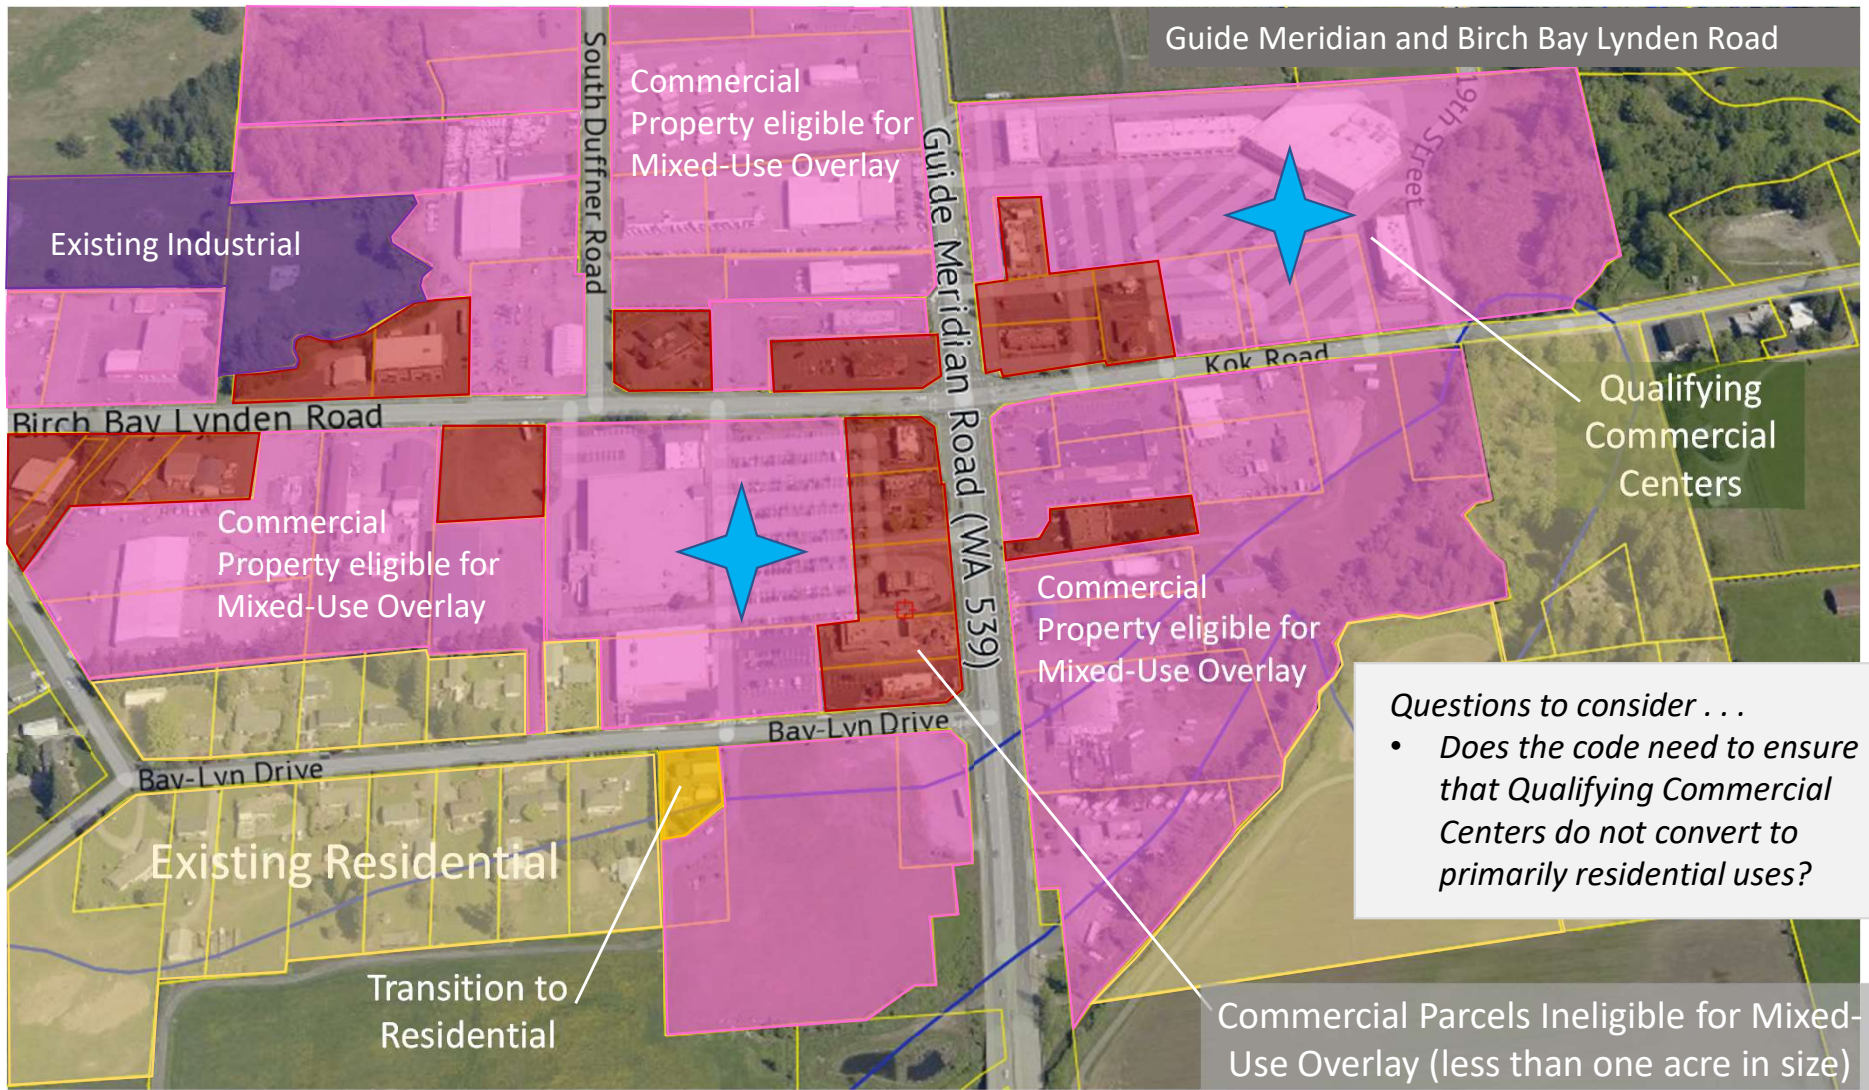 Guide Meridian and Birch Bay Lynden Road
South Duffner Road
Commercial
Property eligible for
Mixed-Use Overlay
Guide Meridian Road (WA 539)
19th Street
Existing Industrial
Kok Road
Qualifying
Commercial
Centers
Birch Bay Lynden Road
Commercial
Property eligible for
Mixed-Use Overlay
Commercial
Property eligible for
Mixed-Use Overlay
Questions to consider . . .
• Does the code need to ensure
that Qualifying Commercial
Centers do not convert to
primarily residential uses?
Bay-Lyn Drive
Bay-Lyn Drive
Existing Residential
Transition to
Residential
Commercial Parcels Ineligible for Mixed-
Use Overlay (less than one acre in size)